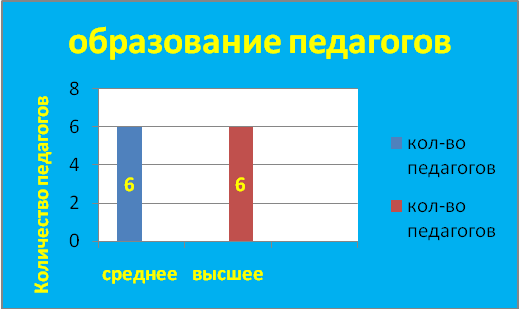 образование педагогов
Количество педагогов
8
6
4
2
0
6
6
среднее высшее
кол-во
педагогов
кол-во
педагогов